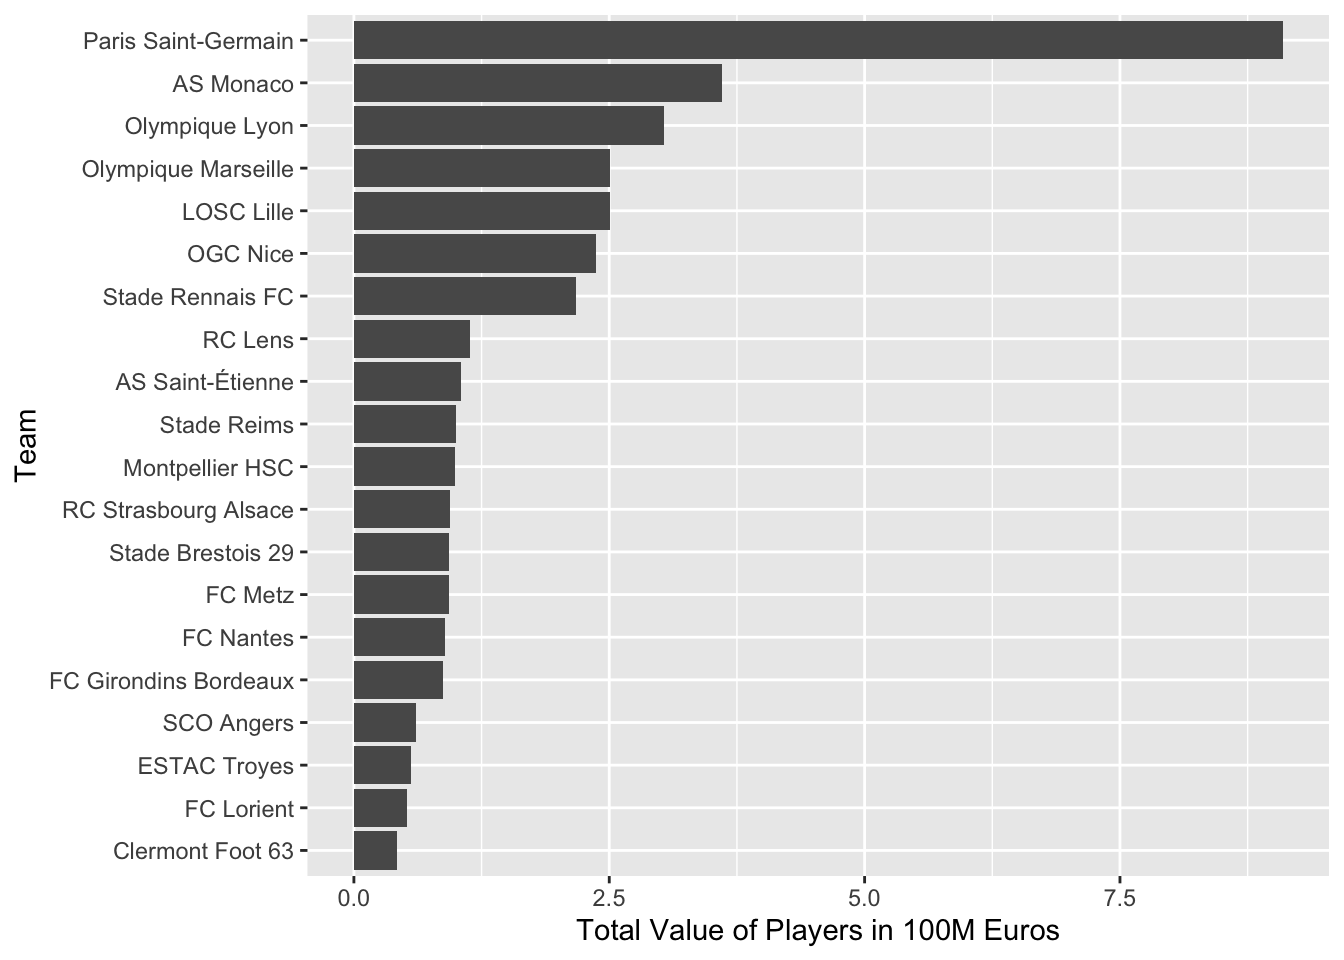 Paris Saint-Germain
AS Monaco
Olympique Lyon
Olympique Marseille
LOSC Lille
OGC Nice
Stade Rennais FC
RC Lens
AS Saint-Étienne
Stade Reims
Montpellier HSC
RC Strasbourg Alsace
Stade Brestois 29
FC Metz
FC Nantes
FC Girondins Bordeaux
SCO Angers
ESTAC Troyes
FC Lorient
Clermont Foot 63
Team
0.0 2.5 5.0 7.5
Total Value of Players in 100M Euros